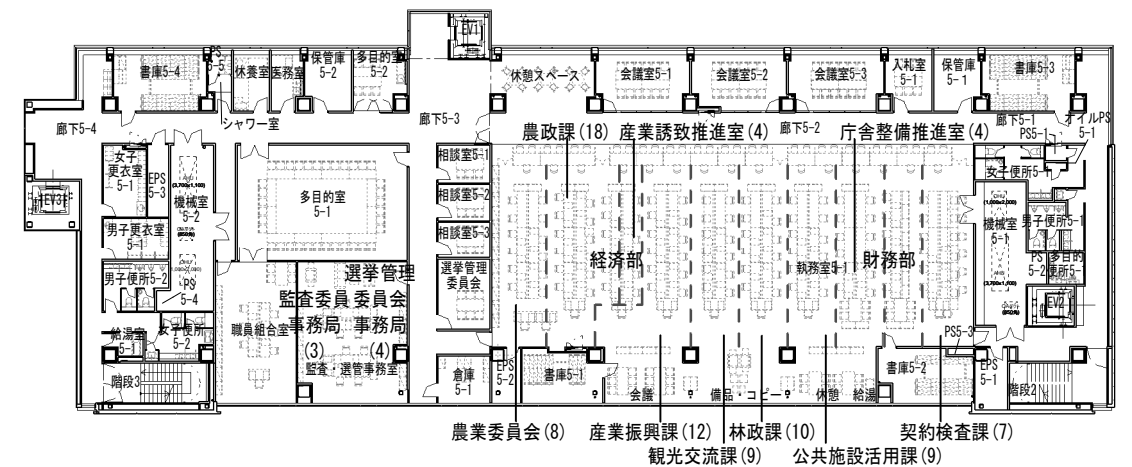 EV1
書庫
5-4
PS
5-5
休養室
医務室
保管庫
5-2
多目的室
5-2
休憩スペース
会議室5-1
会議室5-2
会議室5-3
入札室
5-1
保管庫
5-1
書庫5-3
シャワー室
廊下5-4
廊下5-3
廊下5-2
廊下5-1
オイルPS
5-1
PS5-1
農政課(18)
産業誘致推進室(4)
庁舎整備推進室(4)
女子
更衣室
5-1
EPS
5-3
機械室
5-2
多目的室
5-1
相談室5-1
相談室5-2
相談室5-3
女子便所5-1
EV3
男子更衣室
5-1
機械室
5-1
男子便所5-1
PS
5-2
多目的
便所5-1
EV2
男子便所5-2
PS
5-4
選挙管理
委員会
事務局
(4)
監査委員
事務局
(3)
選挙管理
委員会
経済部
執務室5-1
財務部
職員組合室
監査・選管事務室
給湯室
5-1
女子便所
5-2
階段3
倉庫
5-1
EPS
5-2
書庫5-1
会議
備品・コピー
休憩
給湯
書庫5-2
PS5-3
EPS
5-1
階段2
農業委員会(8)
産業振興課(12)
林政課(10)
契約検査課(7)
観光交流課(9)
公共施設活用課(9)